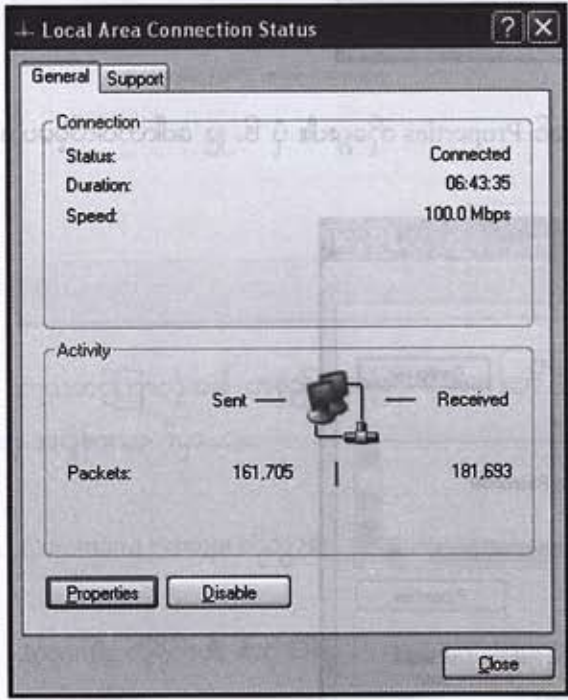 Local Area Connection Status
General Support
Connection
Status: Connected
Duration: 06:43:35
Speed: 100.0 Mbps
Activity
Sent — — Received
Packets: 161,705 | 181,693
Properties Disable
Close